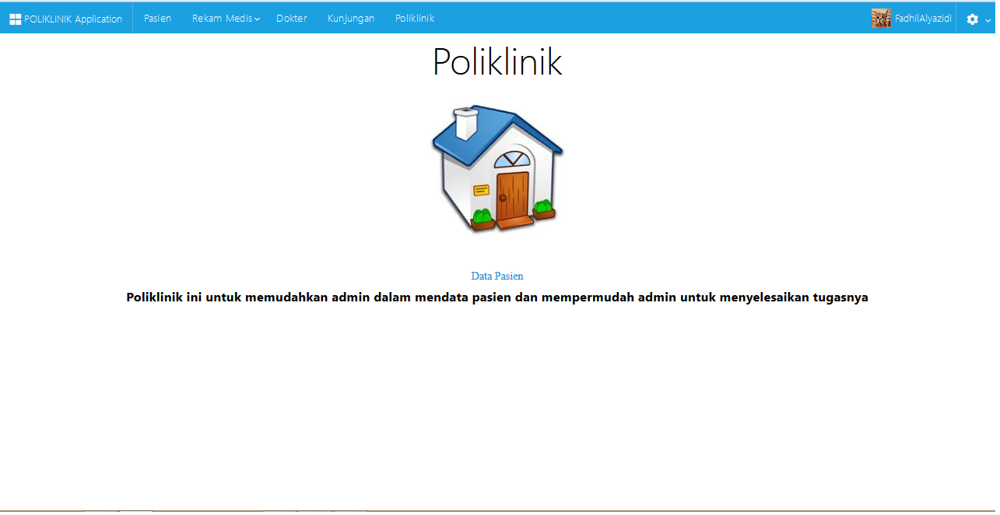 POLIKLINIK Application Pasien Rekam Medis Dokter Kunjungan Poliklinik FadhilAlyazidi
Poliklinik
Data Pasien
Poliklinik ini untuk memudahkan admin dalam mendata pasien dan mempermudah admin untuk menyelesaikan tugasnya